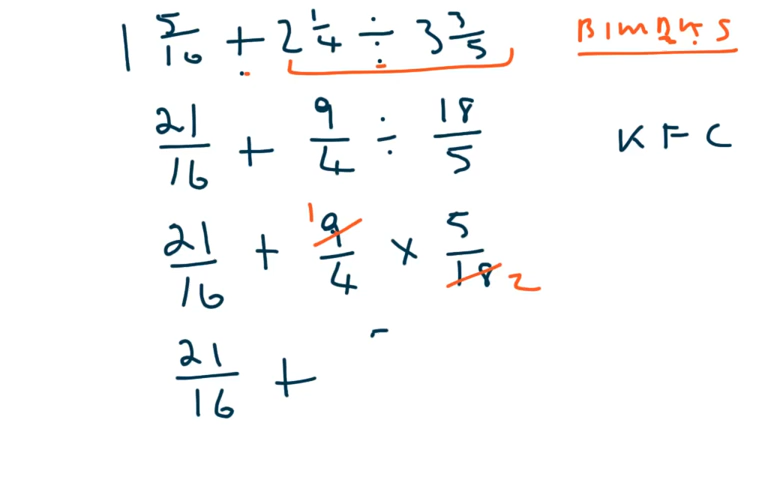 1 5/16 + 2 1/4 ÷ 3 3/5 BIMDAS
21/16 + 9/4 ÷ 18/5 KFC
21/16 + 1 9/4 × 5/18 2
21/16 +